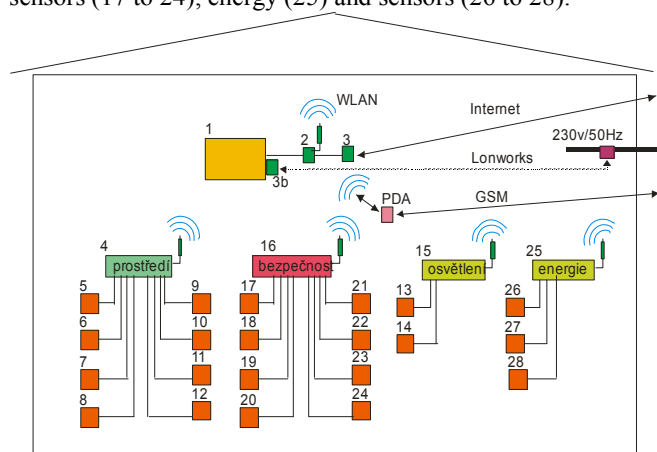 sensors (17 to 24), energy (25) and sensors (26 to 28).
WLAN
Internet
1
2
3
230v/50Hz
Lonworks
3b
PDA
GSM
4
16
15
25
prostředí
bezpečnost
osvětlení
energie
5
9
17
21
13
26
6
10
18
22
14
27
7
11
19
23
28
8
12
20
24